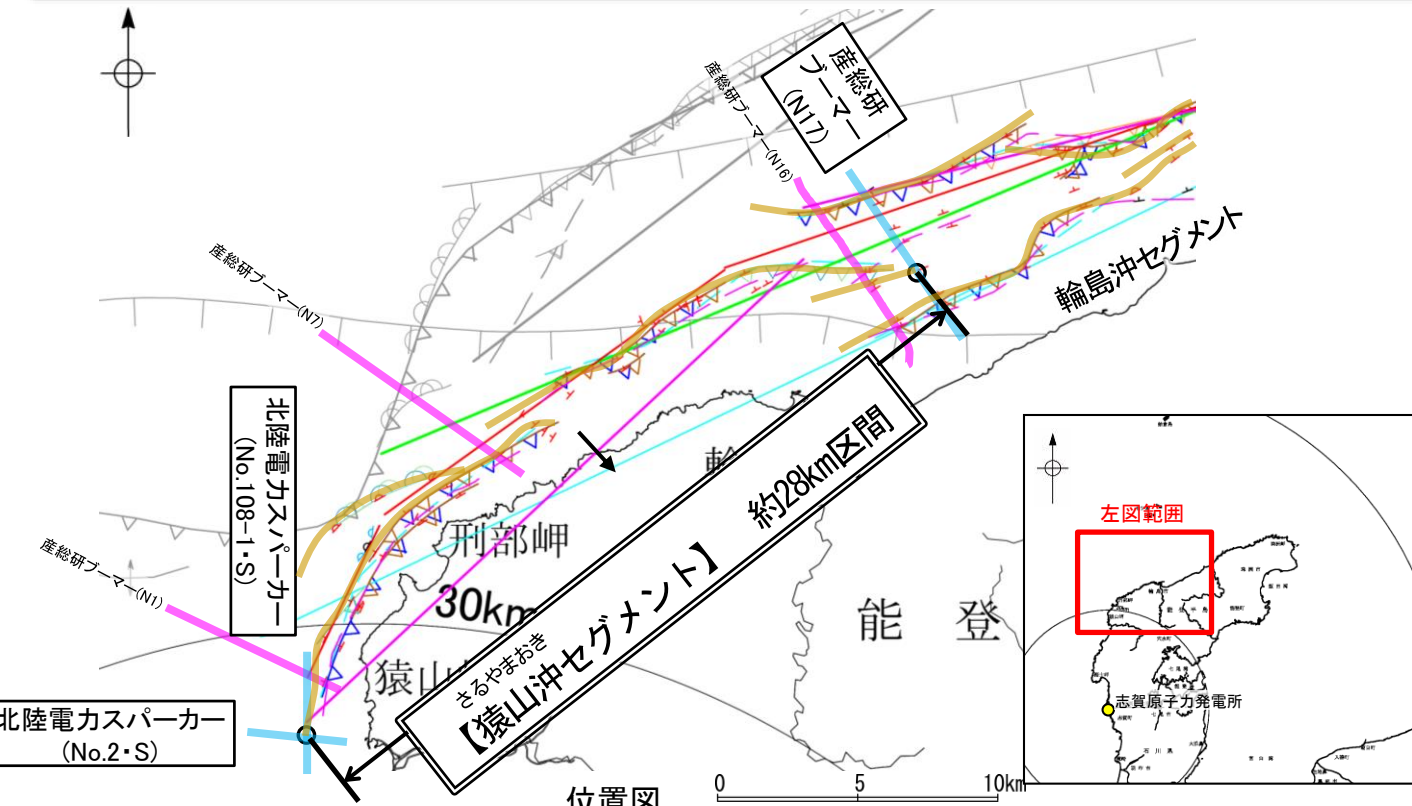 産総研
ブーマー
(N17)
産総研ブーマー(N16)
輪島沖セグメント
産総研ブーマー(N7)
北陸電力スパーカー
(No.108-1・S)
産総研ブーマー(N1)
刑部岬
30km
猿山
輪
能登
さるやまおき
【猿山沖セグメント】 約28km区間
北陸電力スパーカー
(No.2・S)
位置図
0 5 10km
左図範囲
志賀原子力発電所